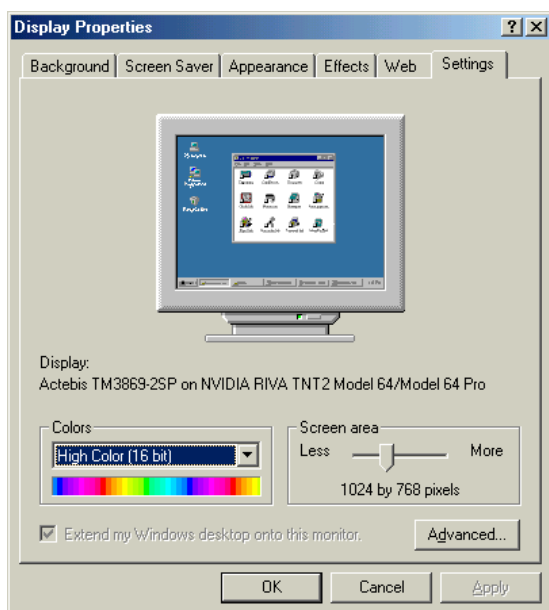 Display Properties
Background Screen Saver Appearance Effects Web Settings
Display:
Actebis TM3869-2SP on NVIDIA RIVA TNT2 Model 64/Model 64 Pro
Colors
High Color (16 bit)
Screen area
Less More
1024 by 768 pixels
Extend my Windows desktop onto this monitor.
Advanced...
OK Cancel Apply